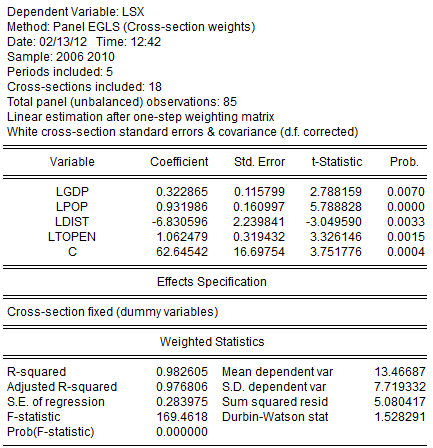 Dependent Variable: LSX
Method: Panel EGLS (Cross-section weights)
Date: 02/13/12 Time: 12:42
Sample: 2006 2010
Periods included: 5
Cross-sections included: 18
Total panel (unbalanced) observations: 85
Linear estimation after one-step weighting matrix
White cross-section standard errors & covariance (d.f. corrected)
Variable Coefficient Std. Error t-Statistic Prob.
LGDP 0.322865 0.115799 2.788159 0.0070
LPOP 0.931986 0.160997 5.788828 0.0000
LDIST -6.830596 2.239841 -3.049590 0.0033
LTOPEN 1.062479 0.319432 3.326146 0.0015
C 62.64542 16.69754 3.751776 0.0004
Effects Specification
Cross-section fixed (dummy variables)
Weighted Statistics
R-squared 0.982605 Mean dependent var 13.46687
Adjusted R-squared 0.976806 S.D. dependent var 7.719332
S.E. of regression 0.283975 Sum squared resid 5.080417
F-statistic 169.4618 Durbin-Watson stat 1.528291
Prob(F-statistic) 0.000000